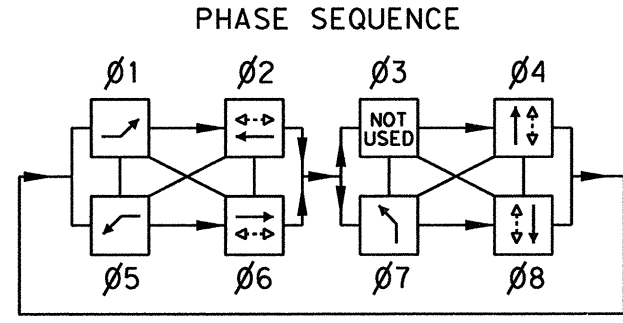 PHASE SEQUENCE
Ø1 Ø2 Ø3 Ø4
NOT
USED
Ø5 Ø6 Ø7 Ø8